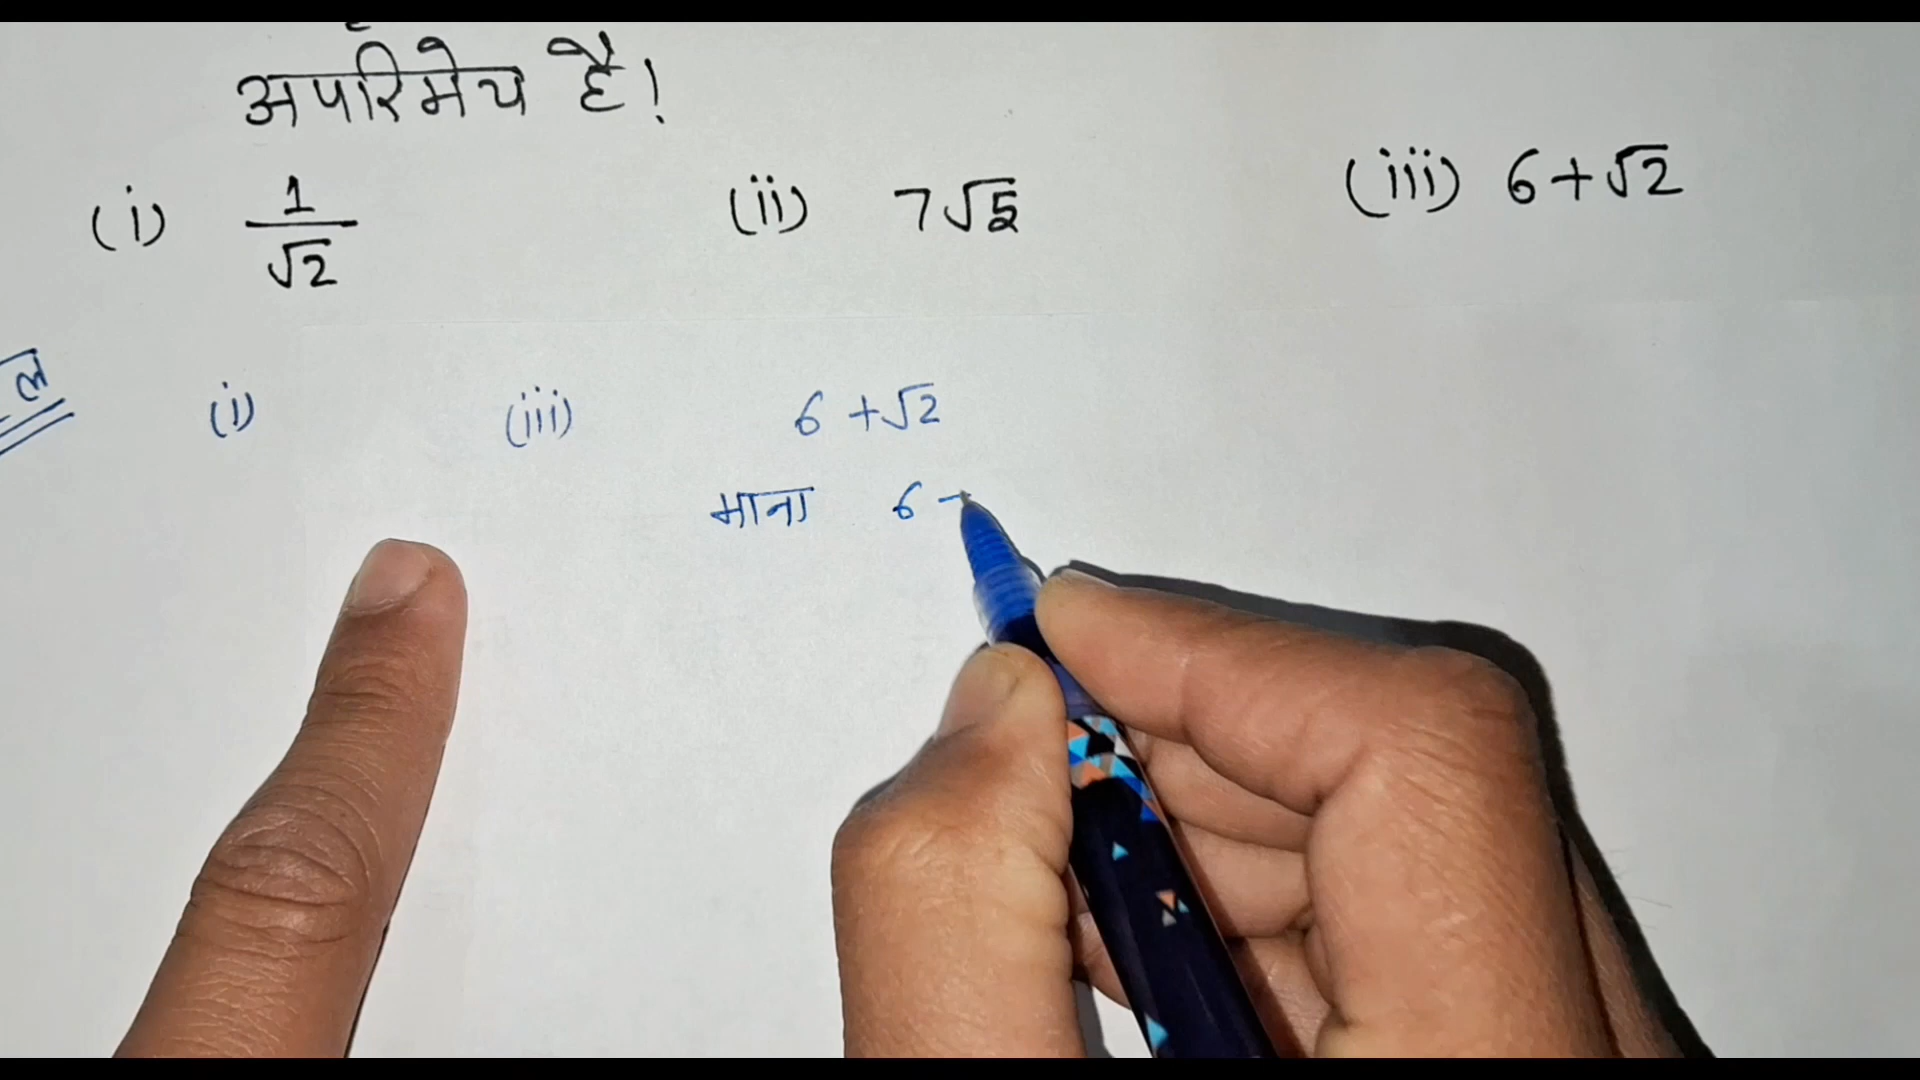 अपरिमेय है।
(i) 1/√2 (ii) 7√5 (iii) 6+√2
ल (i) (iii) 6+√2
माना 6 -